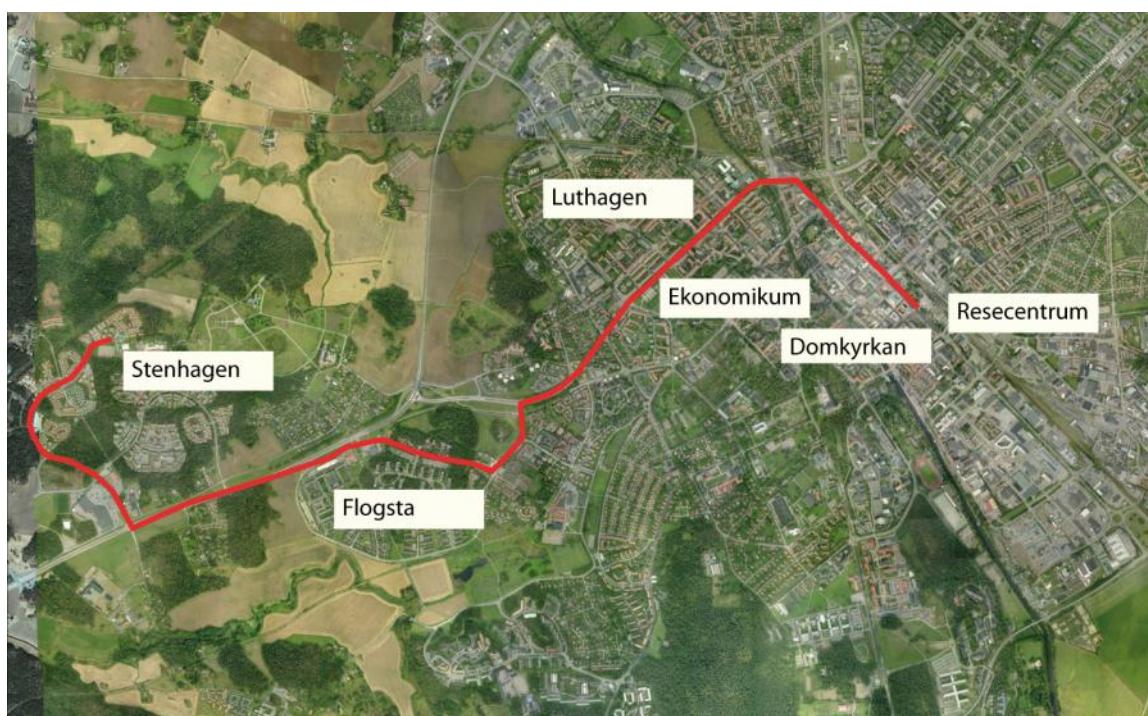 Luthagen
Ekonomikum
Resecentrum
Domkyrkan
Stenhagen
Flogsta